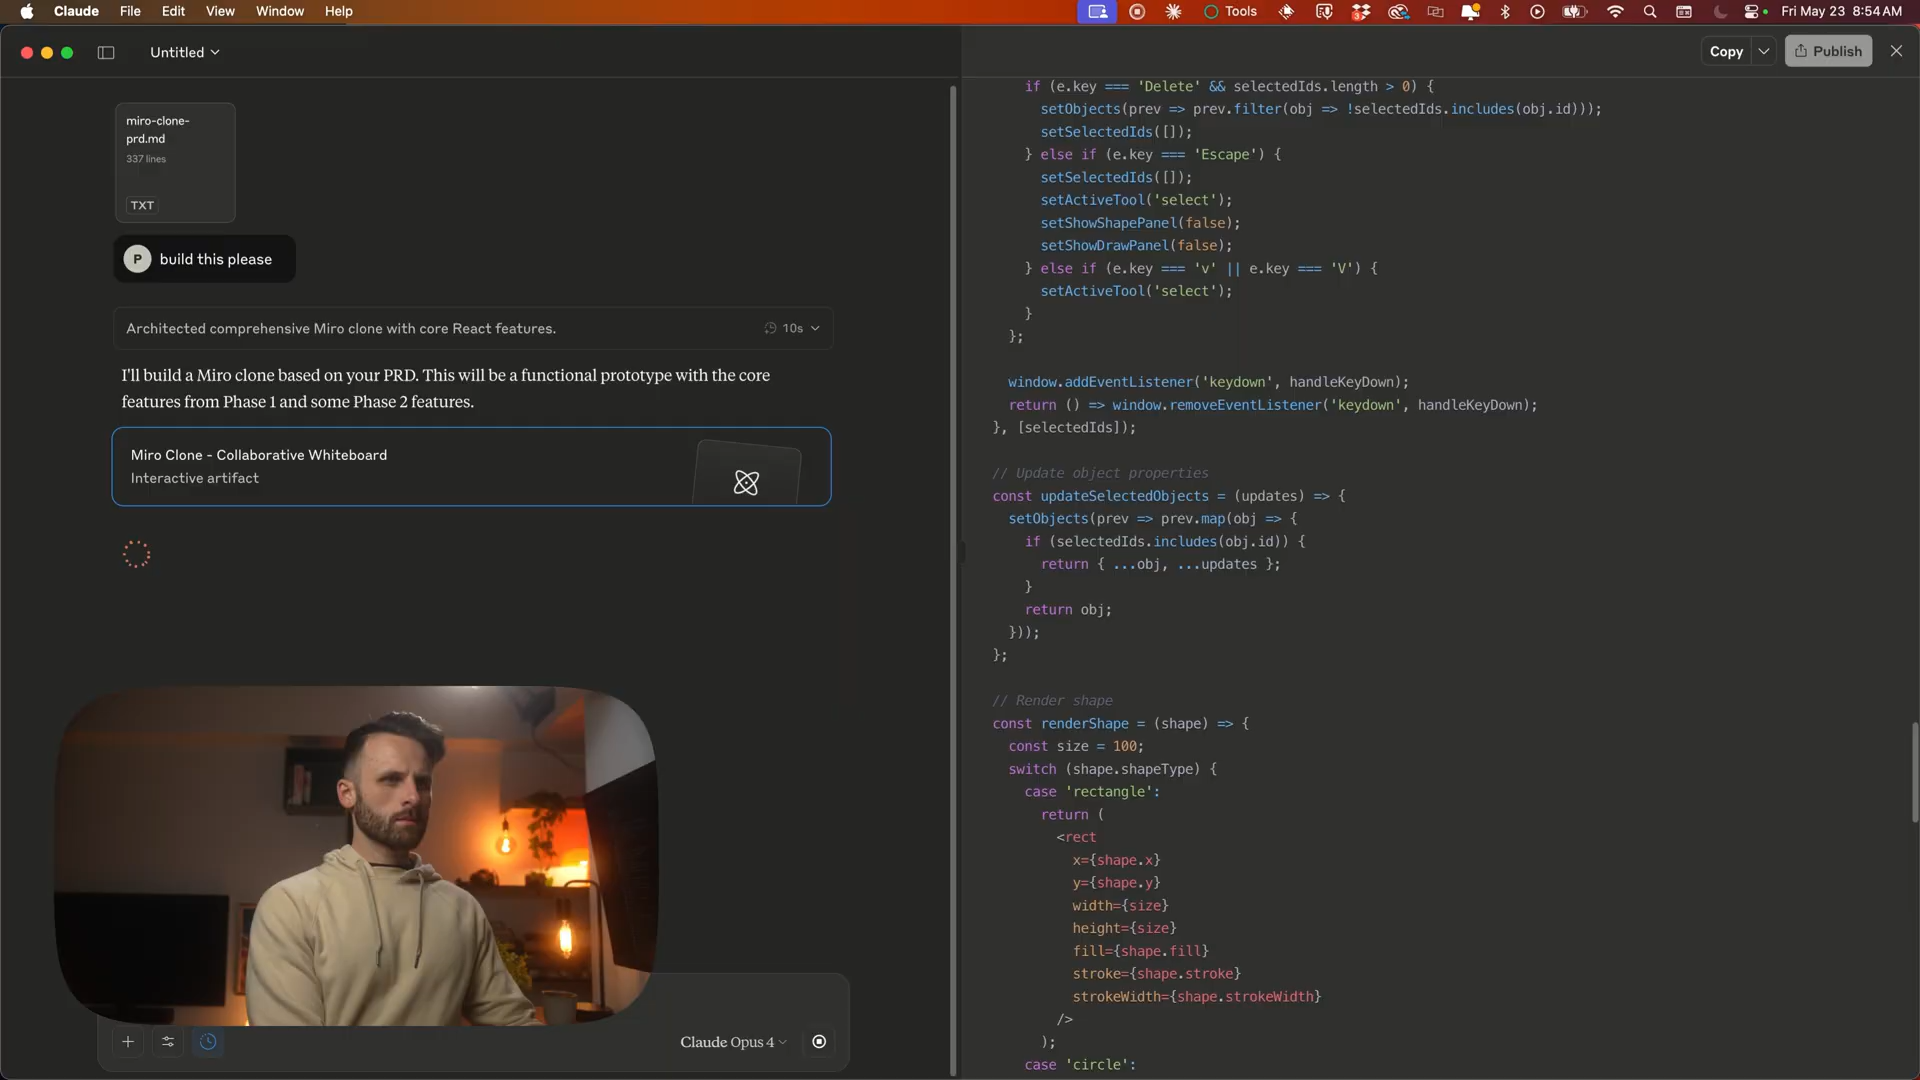 Claude File Edit View Window Help
3 Tools Fri May 23 8:54 AM
Untitled
Copy Publish
miro-clone-
prd.md
337 lines
TXT
P build this please
Architected comprehensive Miro clone with core React features. 10s
I'll build a Miro clone based on your PRD. This will be a functional prototype with the core
features from Phase 1 and some Phase 2 features.
Miro Clone - Collaborative Whiteboard
Interactive artifact
Claude Opus 4
if (e.key === 'Delete' && selectedIds.length > 0) {
setObjects(prev => prev.filter(obj => !selectedIds.includes(obj.id)));
setSelectedIds([]);
} else if (e.key === 'Escape') {
setSelectedIds([]);
setActiveTool('select');
setShowShapePanel(false);
setShowDrawPanel(false);
} else if (e.key === 'v' || e.key === 'V') {
setActiveTool('select');
}
};
window.addEventListener('keydown', handleKeyDown);
return () => window.removeEventListener('keydown', handleKeyDown);
}, [selectedIds]);
// Update object properties
const updateSelectedObjects = (updates) => {
setObjects(prev => prev.map(obj => {
if (selectedIds.includes(obj.id)) {
return { ...obj, ...updates };
}
return obj;
}));
};
// Render shape
const renderShape = (shape) => {
const size = 100;
switch (shape.shapeType) {
case 'rectangle':
return (
<rect
x={shape.x}
y={shape.y}
width={size}
height={size}
fill={shape.fill}
stroke={shape.stroke}
strokeWidth={shape.strokeWidth}
/>
);
case 'circle':